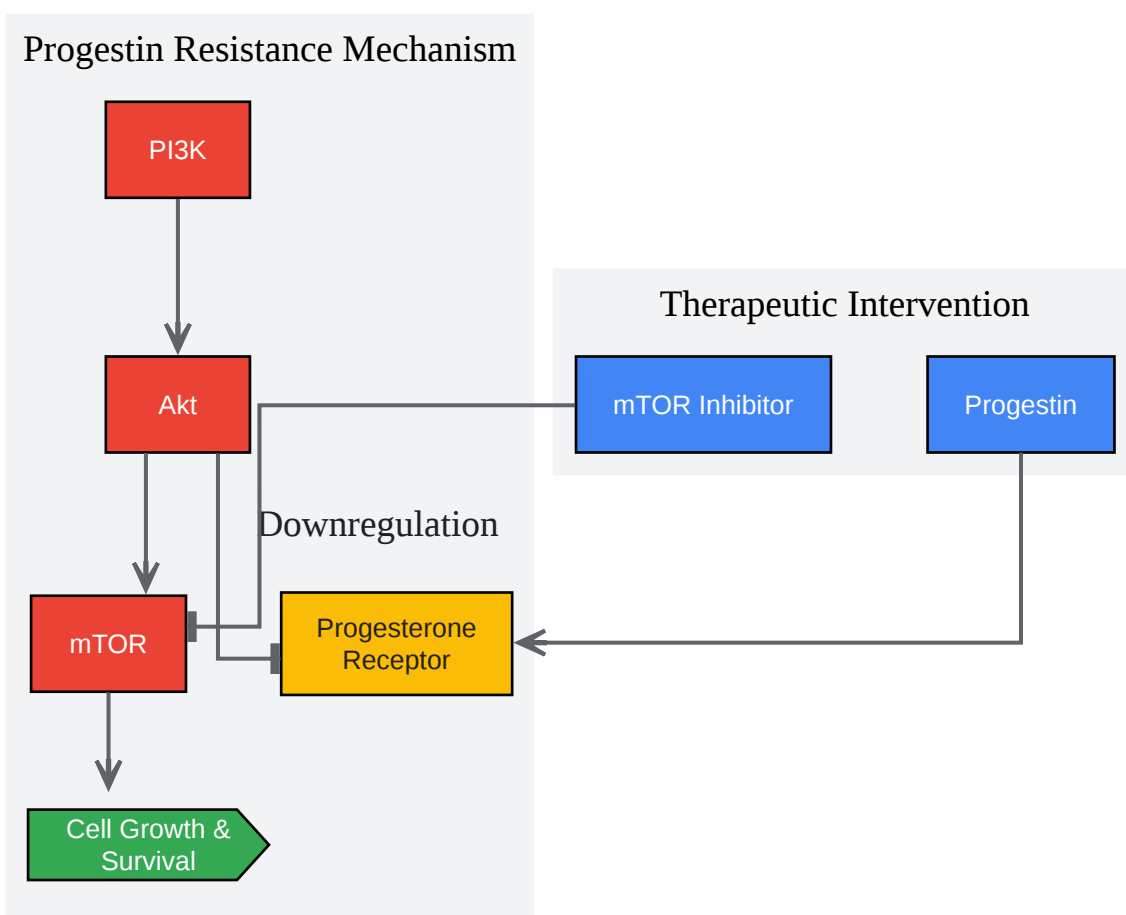 Progestin Resistance Mechanism
PI3K
Therapeutic Intervention
Akt
mTOR Inhibitor
Progestin
Downregulation
mTOR
Progesterone
Receptor
Cell Growth &
Survival